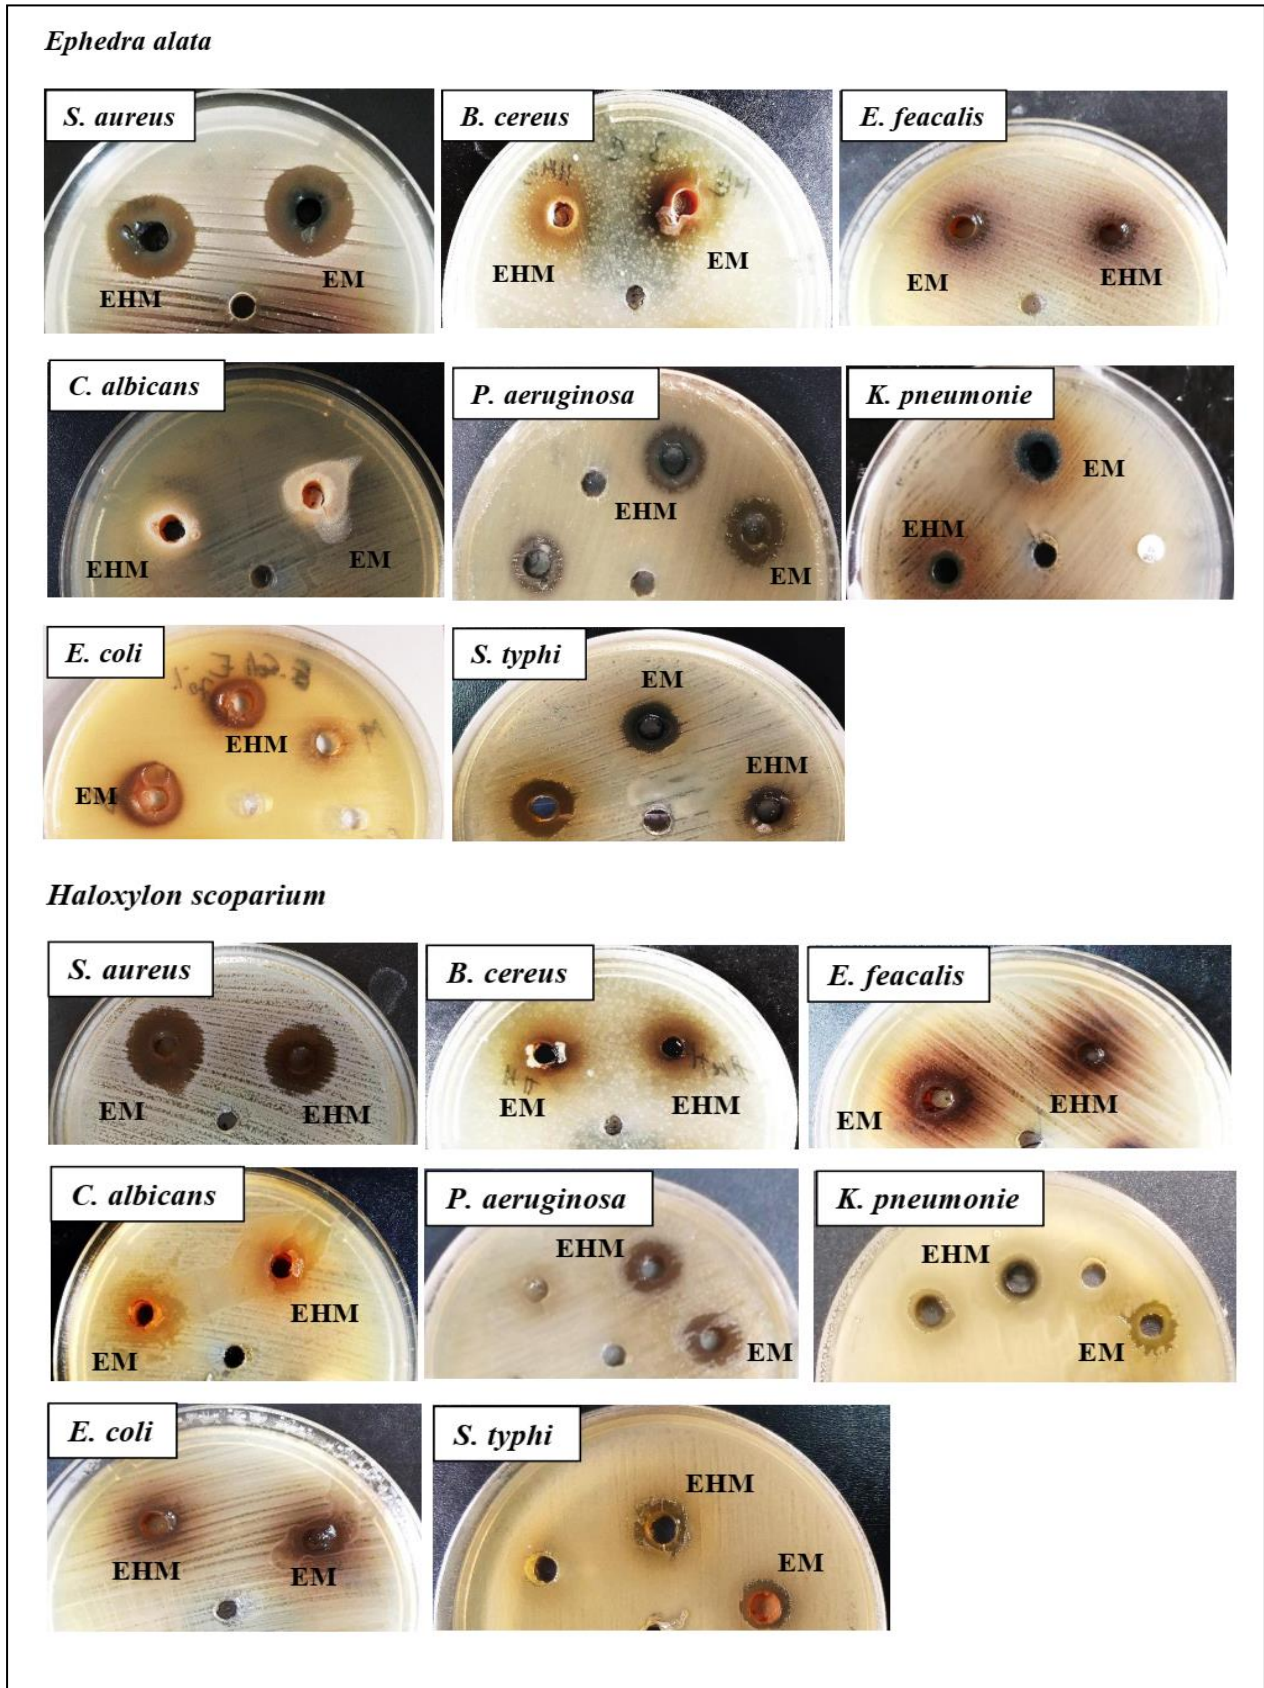 Ephedra alata
S. aureus
B. cereus
E. feacalis
EHM
EM
EHM
EM
EM
EHM
C. albicans
P. aeruginosa
K. pneumonie
EHM
EM
EHM
EM
EM
EHM
E. coli
S. typhi
EHM
EM
EM
EHM
Haloxylon scoparium
S. aureus
B. cereus
E. feacalis
EM
EHM
EM
EHM
EM
EHM
C. albicans
P. aeruginosa
K. pneumonie
EM
EHM
EHM
EM
EHM
EM
E. coli
S. typhi
EHM
EM
EHM
EM